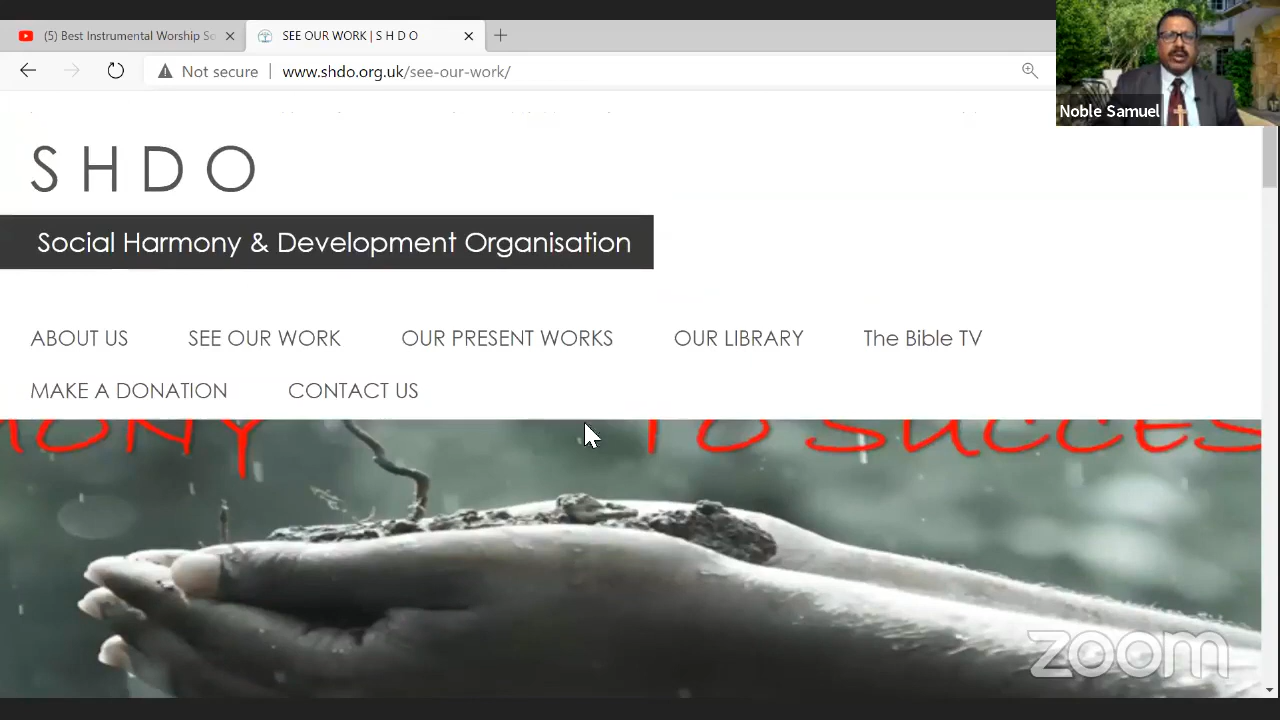 (5) Best Instrumental Worship So
SEE OUR WORK | S H D O
Not secure
www.shdo.org.uk/see-our-work/
Noble Samuel
S H D O
Social Harmony & Development Organisation
ABOUT US
SEE OUR WORK
OUR PRESENT WORKS
OUR LIBRARY
The Bible TV
MAKE A DONATION
CONTACT US
TO SUCCES
zoom